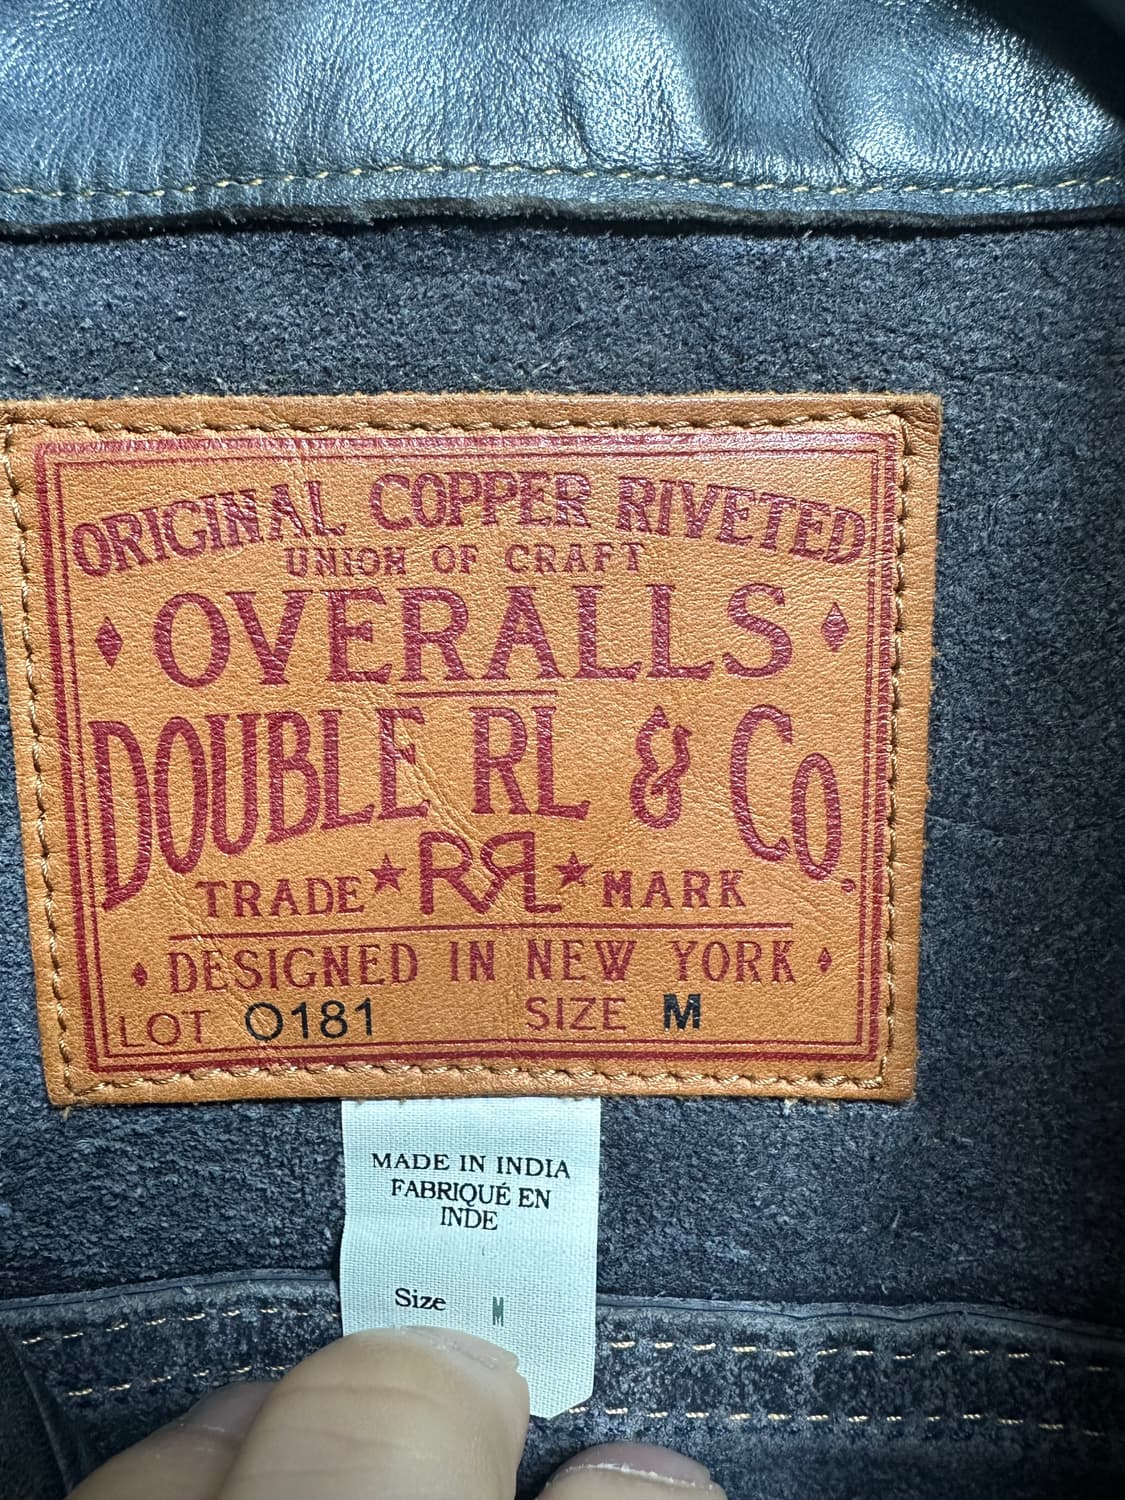 ORIGINAL COPPER RIVETED
UNION OF CRAFT
OVERALLS
DOUBLE RL & Co.
TRADE ★ RRL ★ MARK
DESIGNED IN NEW YORK
LOT O181 SIZE M
MADE IN INDIA
FABRIQUÉ EN
INDE
Size M